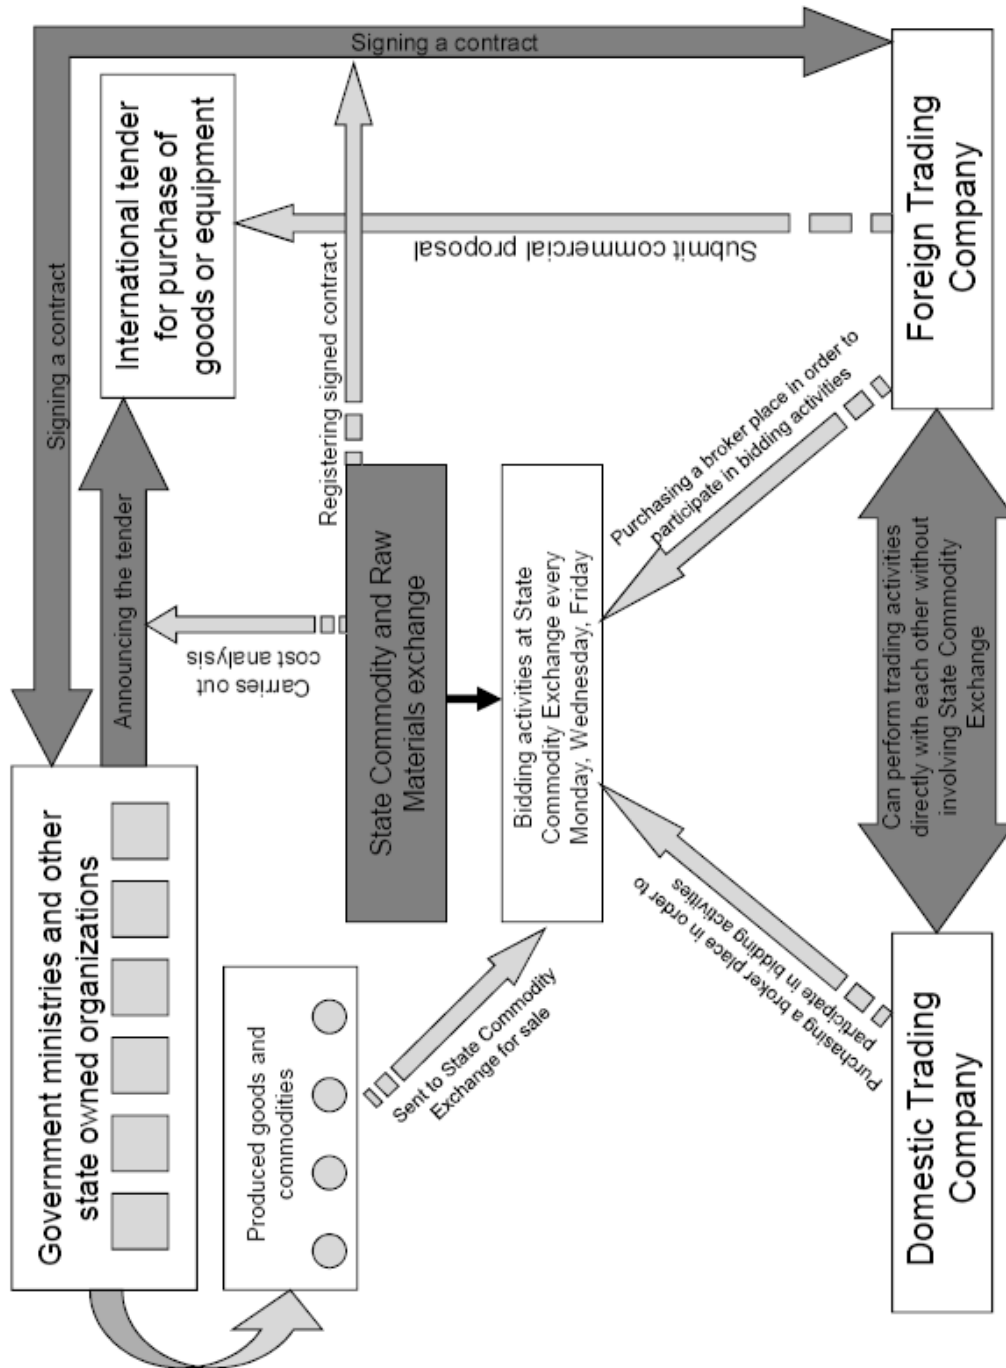 Government ministries and other
state owned organizations
Announcing the tender
Signing a contract
Signing a contract
International tender
for purchase of
goods or equipment
Produced goods and
commodities
Carries out
cost analysis
Registering signed contract
State Commodity and Raw
Materials exchange
Submit commercial proposal
Sent to State Commodity
Exchange for sale
Bidding activities at State
Commodity Exchange every
Monday, Wednesday, Friday
Purchasing a broker place in order to
participate in bidding activities
Purchasing a broker place in order to
participate in bidding activities
Domestic Trading
Company
Can perform trading activities
directly with each other without
involving State Commodity
Exchange
Foreign Trading
Company